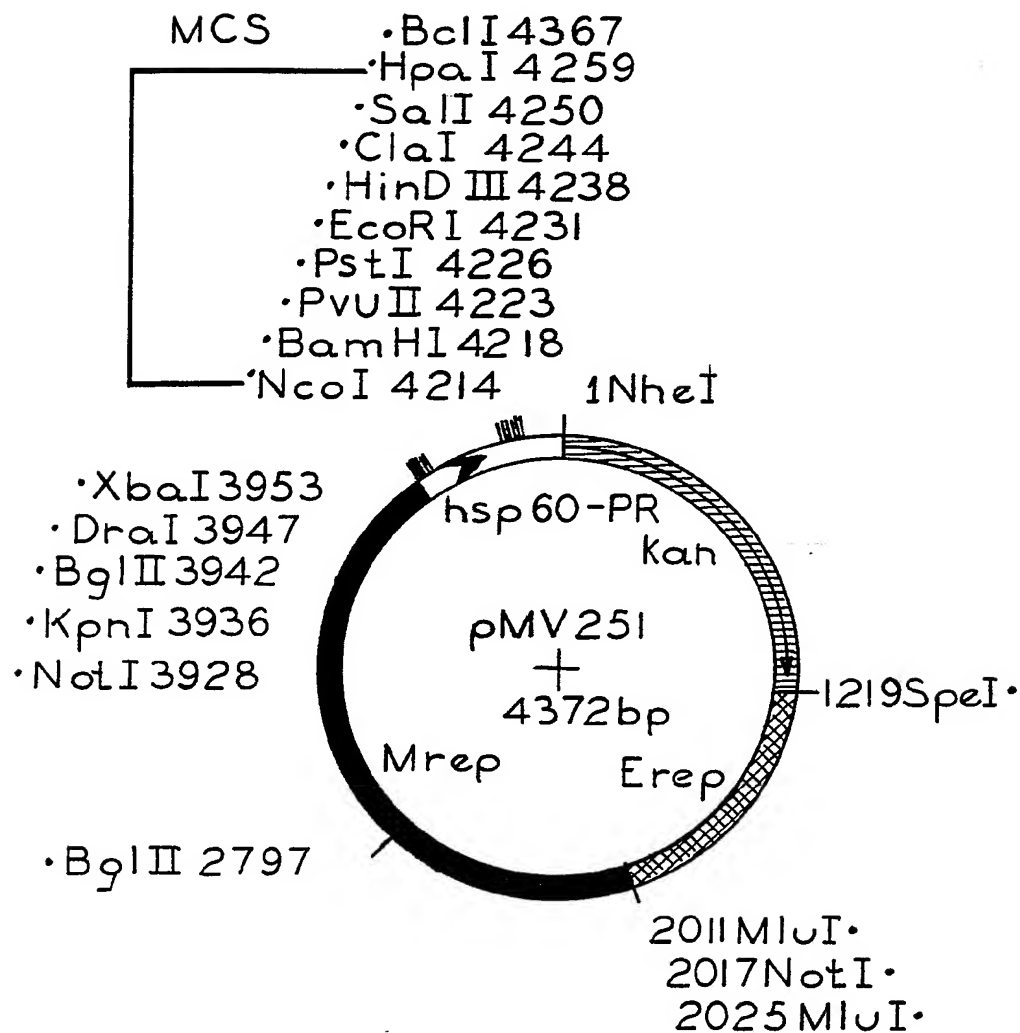 MCS
·BclI 4367
·HpaI 4259
·SalI 4250
·ClaI 4244
·HinD III 4238
·EcoRI 4231
·PstI 4226
·PvuII 4223
·BamHI 4218
·NcoI 4214
1NheI
·XbaI 3953
·DraI 3947
·BglII 3942
·KpnI 3936
·NotI 3928
hsp60-PR
Kan
pMV251
4372bp
1219SpeI·
Mrep
Erep
·BglII 2797
2011MluI·
2017NotI·
2025MluI·